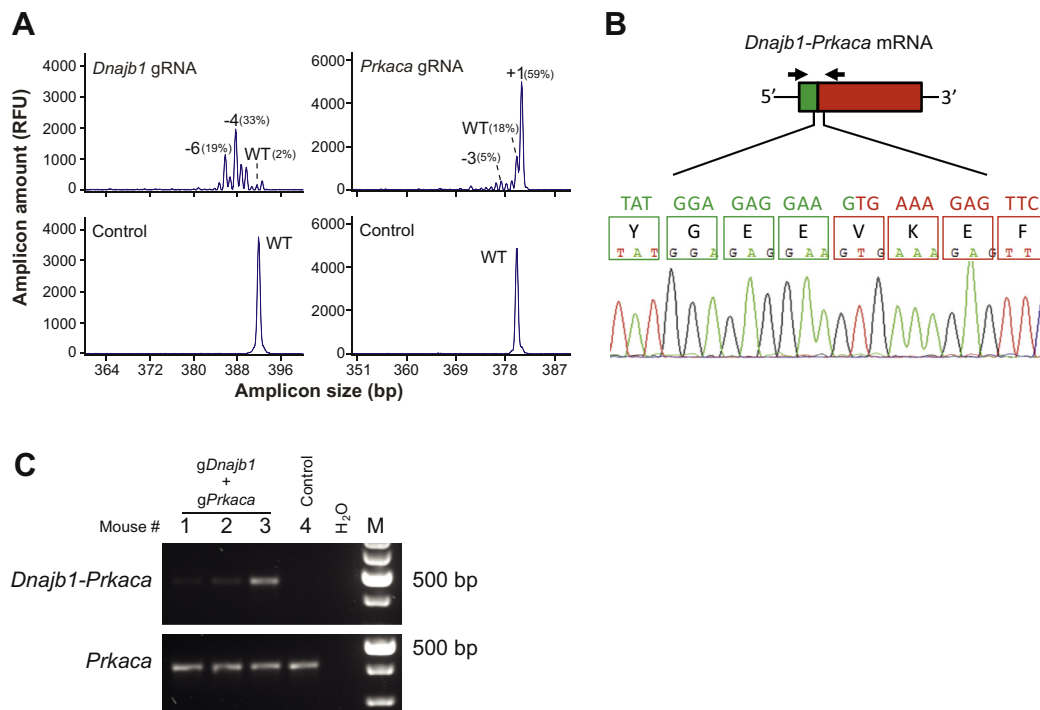 A
Amplicon amount (RFU)
Dnajb1 gRNA
4000
3000
2000
1000
0
-6(19%)
-4(33%)
WT(2%)
Prkaca gRNA
6000
4000
2000
0
+1(59%)
WT(18%)
-3(5%)
Control
4000
3000
2000
1000
0
WT
364 372 380 388 396
Control
6000
4000
2000
0
WT
351 360 369 378 387
Amplicon size (bp)
B
Dnajb1-Prkaca mRNA
5’ 3’
TAT GGA GAG GAA GTG AAA GAG TTC
Y G E E V K E F
T A T G G A G A G G A A G T G A A A G A G T T
C
gDnajb1
+
gPrkaca
Control
H2O
Mouse # 1 2 3 4 M
Dnajb1-Prkaca
500 bp
Prkaca
500 bp